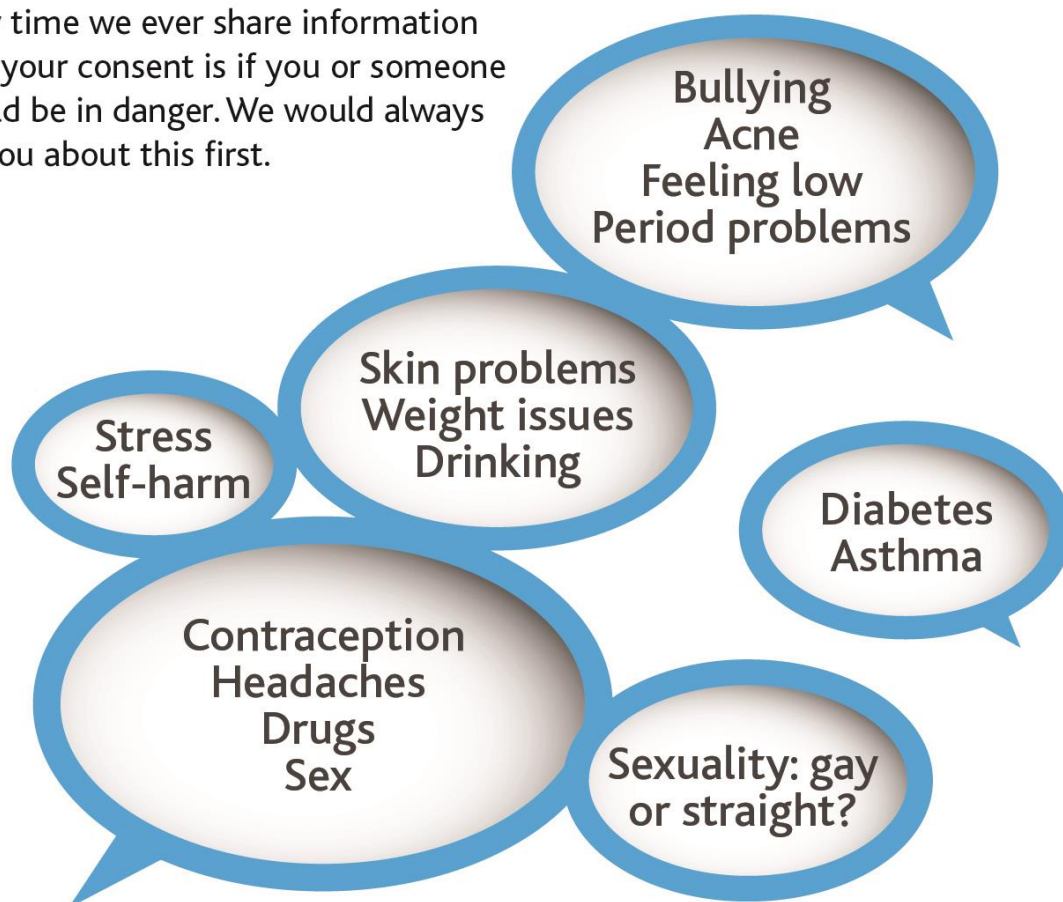 time we ever share information
your consent is if you or someone
be in danger. We would always
you about this first.
Bullying
Acne
Feeling low
Period problems
Skin problems
Weight issues
Drinking
Stress
Self-harm
Diabetes
Asthma
Contraception
Headaches
Drugs
Sex
Sexuality: gay
or straight?